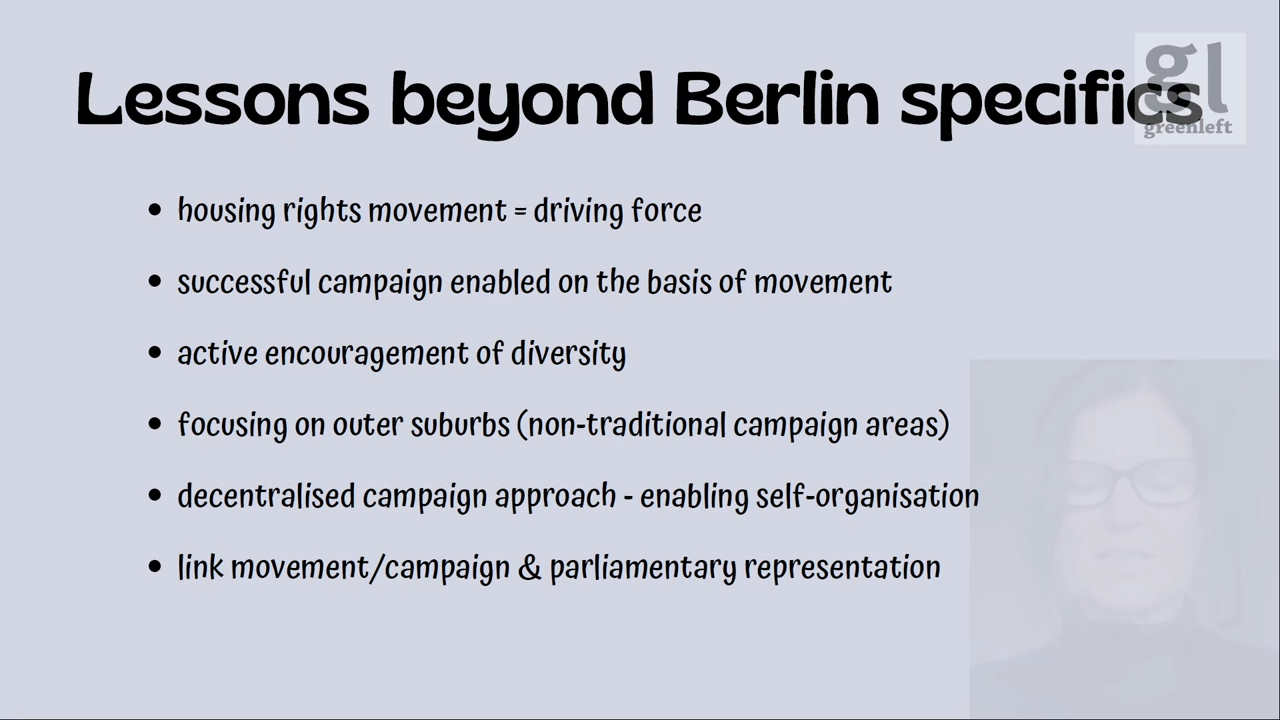 Lessons beyond Berlin specifics
gl
greenleft
• housing rights movement = driving force
• successful campaign enabled on the basis of movement
• active encouragement of diversity
• focusing on outer suburbs (non-traditional campaign areas)
• decentralised campaign approach - enabling self-organisation
• link movement/campaign & parliamentary representation